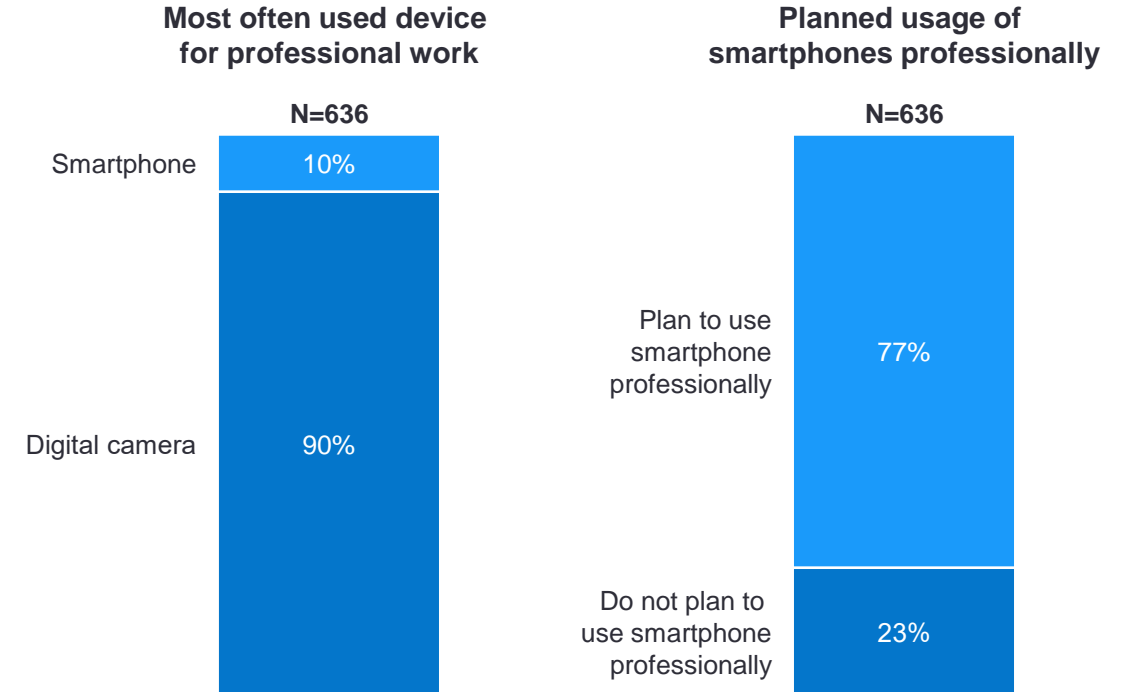 Most often used device
for professional work
N=636
Smartphone
10%
Digital camera
90%
Planned usage of
smartphones professionally
N=636
Plan to use
smartphone
professionally
77%
Do not plan to
use smartphone
professionally
23%